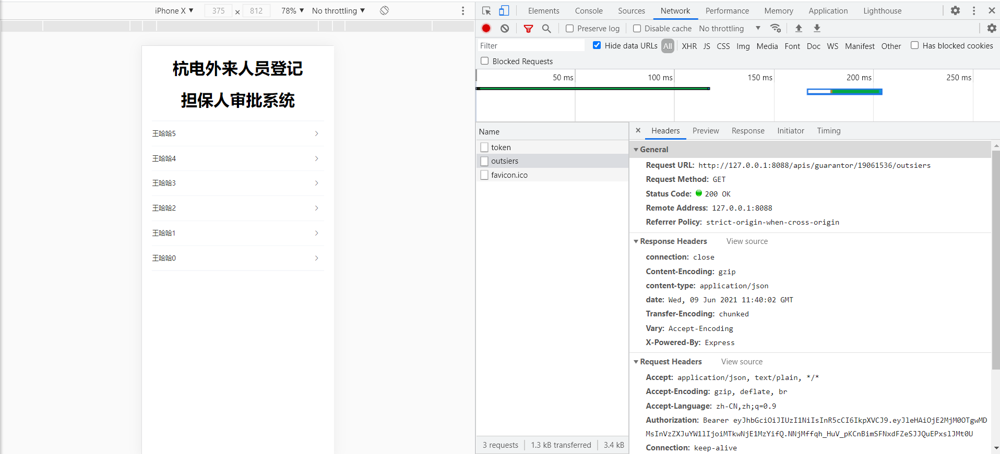 iPhone X ▼ 375 × 812 78% ▼ No throttling ▼
杭电外来人员登记
担保人审批系统
王哈哈5
王哈哈4
王哈哈3
王哈哈2
王哈哈1
王哈哈0
Elements Console Sources Network Performance Memory Application Lighthouse
Preserve log Disable cache No throttling ▼
Filter Hide data URLs All XHR JS CSS Img Media Font Doc WS Manifest Other Has blocked cookies
Blocked Requests
50 ms 100 ms 150 ms 200 ms 250 ms
Name
token
outsiers
favicon.ico
3 requests 1.3 kB transferred 3.4 kB
× Headers Preview Response Initiator Timing
General
Request URL: http://127.0.0.1:8088/apis/guarantor/19061536/outsiers
Request Method: GET
Status Code: 200 OK
Remote Address: 127.0.0.1:8088
Referrer Policy: strict-origin-when-cross-origin
Response Headers View source
connection: close
Content-Encoding: gzip
content-type: application/json
date: Wed, 09 Jun 2021 11:40:02 GMT
Transfer-Encoding: chunked
Vary: Accept-Encoding
X-Powered-By: Express
Request Headers View source
Accept: application/json, text/plain, */*
Accept-Encoding: gzip, deflate, br
Accept-Language: zh-CN,zh;q=0.9
Authorization: Bearer eyJhbGciOiJIUzI1NiIsInR5cCI6IkpXVCJ9.eyJleHAiOjE2MjM0OTgwMD
MsInVzZXJuYW1lIjoiMTkwNjE1MzYifQ.NNjMffqh_HuV_pKCnBimSFNxdFZeSJJQuEPxslJMt0U
Connection: keep-alive